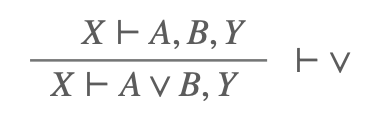 X ⊢ A, B, Y
X ⊢ A ∨ B, Y
⊢ ∨